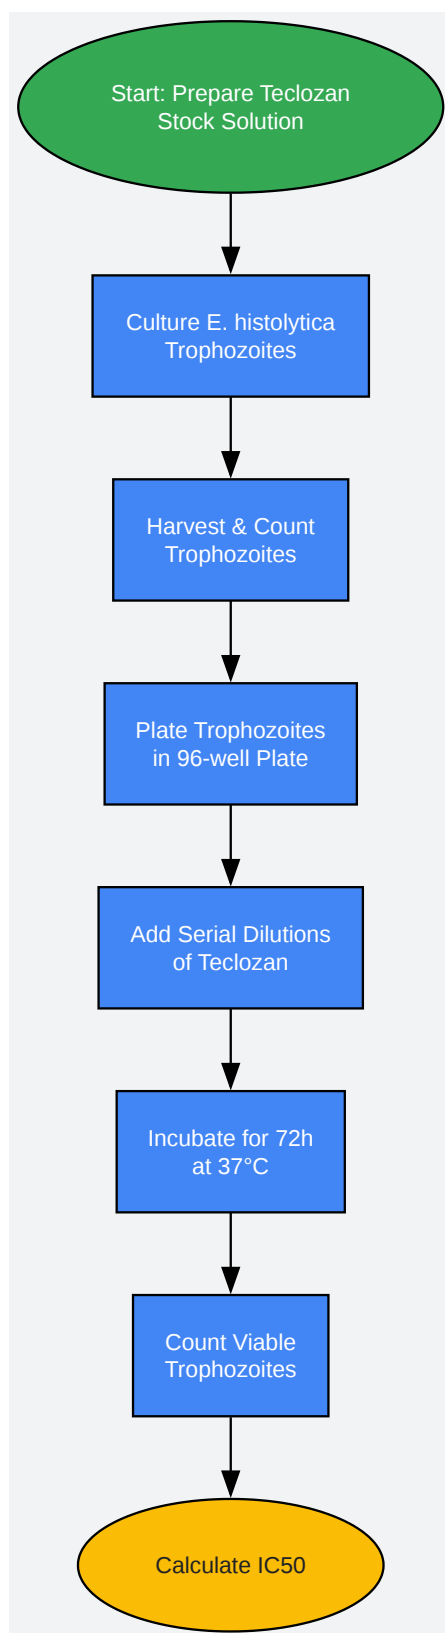 Start: Prepare Teclozan
Stock Solution
Culture E. histolytica
Trophozoites
Harvest & Count
Trophozoites
Plate Trophozoites
in 96-well Plate
Add Serial Dilutions
of Teclozan
Incubate for 72h
at 37°C
Count Viable
Trophozoites
Calculate IC50